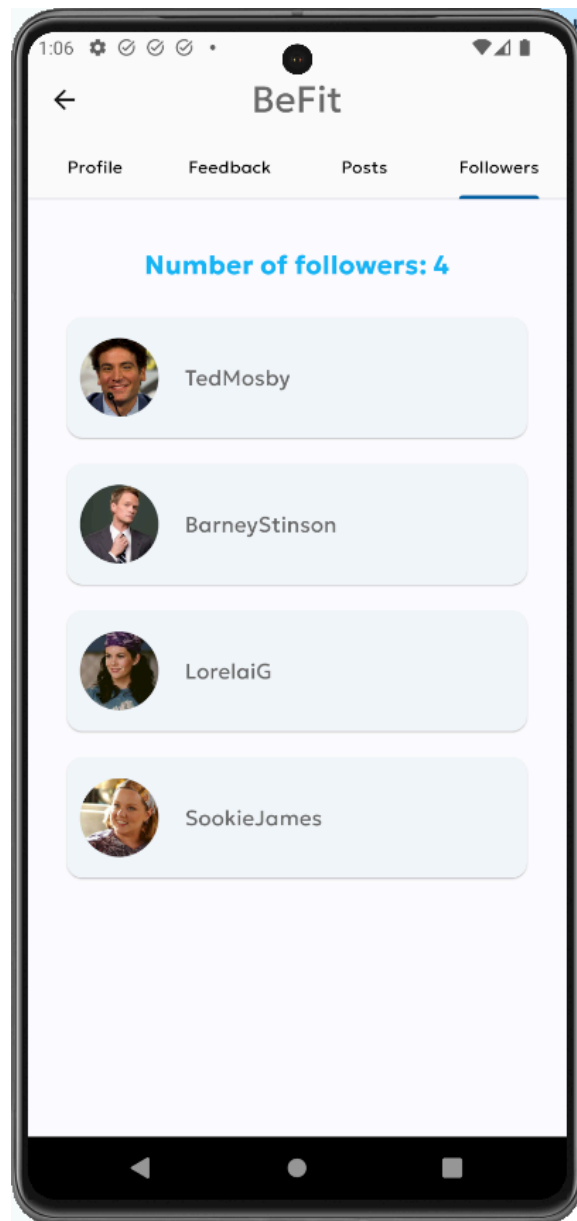 1:06
BeFit
Profile Feedback Posts Followers
Number of followers: 4
TedMosby
BarneyStinson
LorelaiG
SookieJames